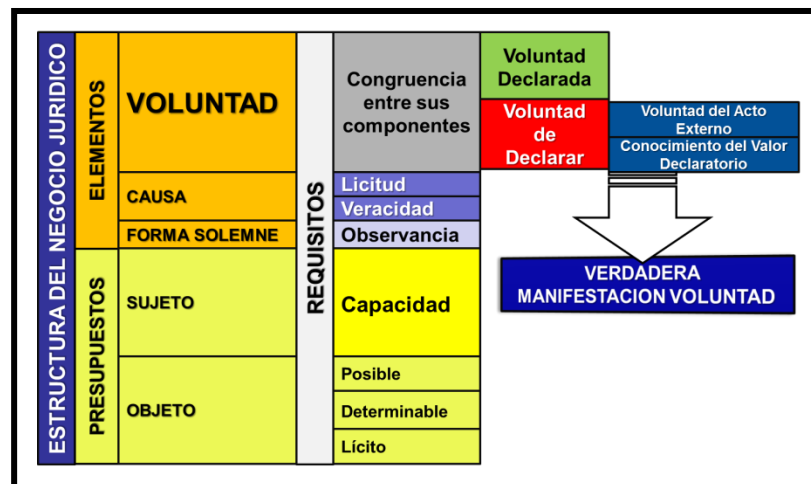 ESTRUCTURA DEL NEGOCIO JURIDICO
ELEMENTOS
VOLUNTAD
CAUSA
FORMA SOLEMNE
PRESUPUESTOS
SUJETO
OBJETO
REQUISITOS
Congruencia
entre sus
componentes
Licitud
Veracidad
Observancia
Capacidad
Posible
Determinable
Lícito
Voluntad
Declarada
Voluntad
de
Declarar
Voluntad del Acto
Externo
Conocimiento del Valor
Declaratorio
VERDADERA
MANIFESTACION VOLUNTAD